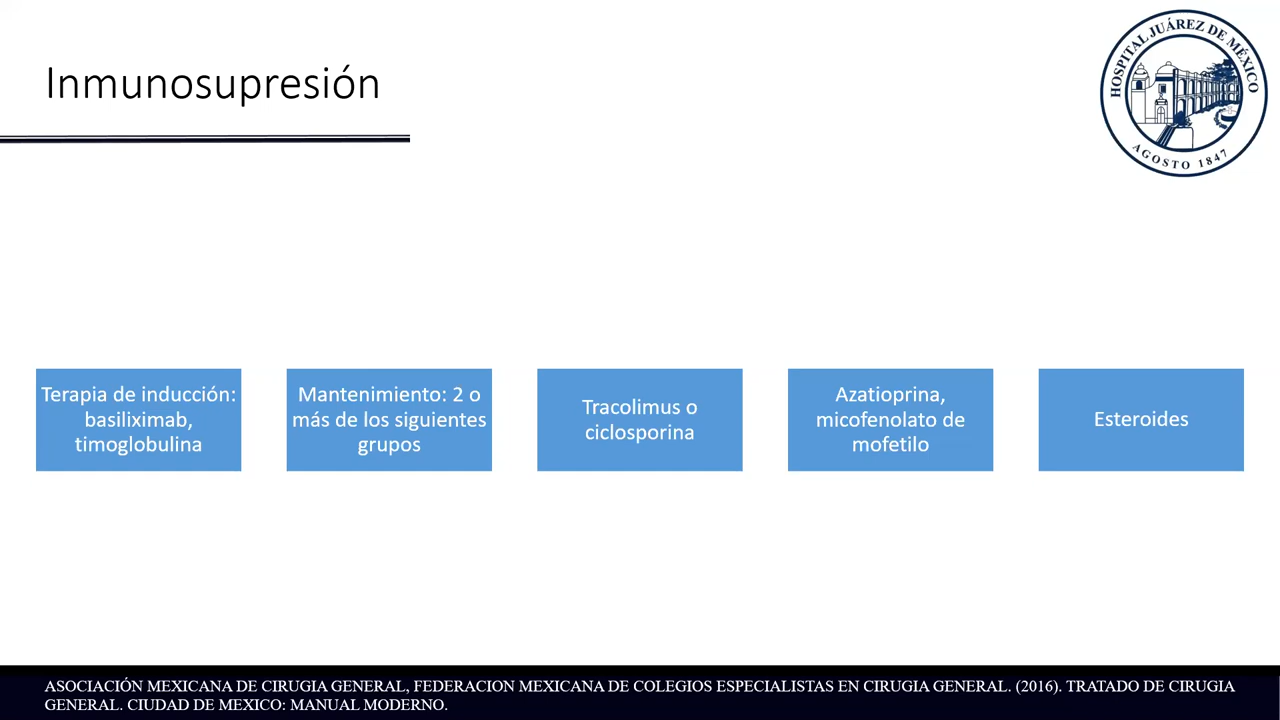 Inmunosupresión
HOSPITAL JUÁREZ DE MÉXICO
AGOSTO 1847
Terapia de inducción:
basiliximab,
timoglobulina
Mantenimiento: 2 o
más de los siguientes
grupos
Tracolimus o
ciclosporina
Azatioprina,
micofenolato de
mofetilo
Esteroides
ASOCIACIÓN MEXICANA DE CIRUGIA GENERAL, FEDERACION MEXICANA DE COLEGIOS ESPECIALISTAS EN CIRUGIA GENERAL. (2016). TRATADO DE CIRUGIA
GENERAL. CIUDAD DE MEXICO: MANUAL MODERNO.